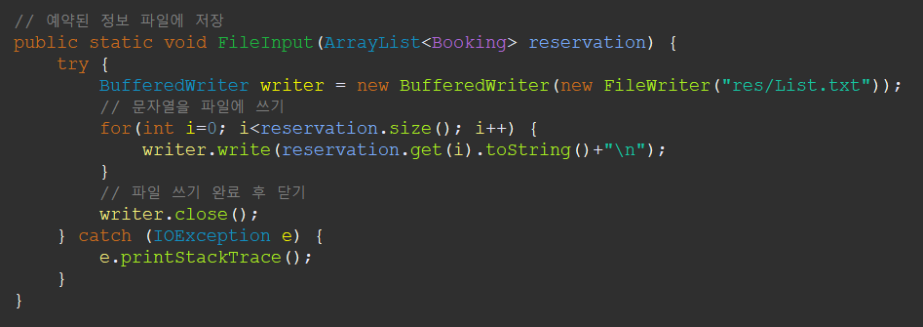 // 예약된 정보 파일에 저장
public static void FileInput(ArrayList<Booking> reservation) {
    try {
        BufferedWriter writer = new BufferedWriter(new FileWriter("res/List.txt"));
        // 문자열을 파일에 쓰기
        for(int i=0; i<reservation.size(); i++) {
            writer.write(reservation.get(i).toString()+"\n");
        }
        // 파일 쓰기 완료 후 닫기
        writer.close();
    } catch (IOException e) {
        e.printStackTrace();
    }
}